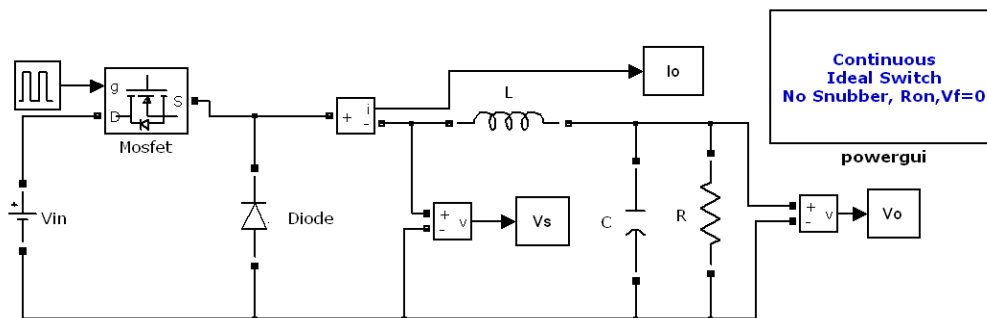 Continuous
Ideal Switch
No Snubber, Ron,Vf=0
powergui
Io
g
D
S
Mosfet
+
i
-
L
+
Vin
Diode
+
-
v
Vs
C
R
+
-
v
Vo